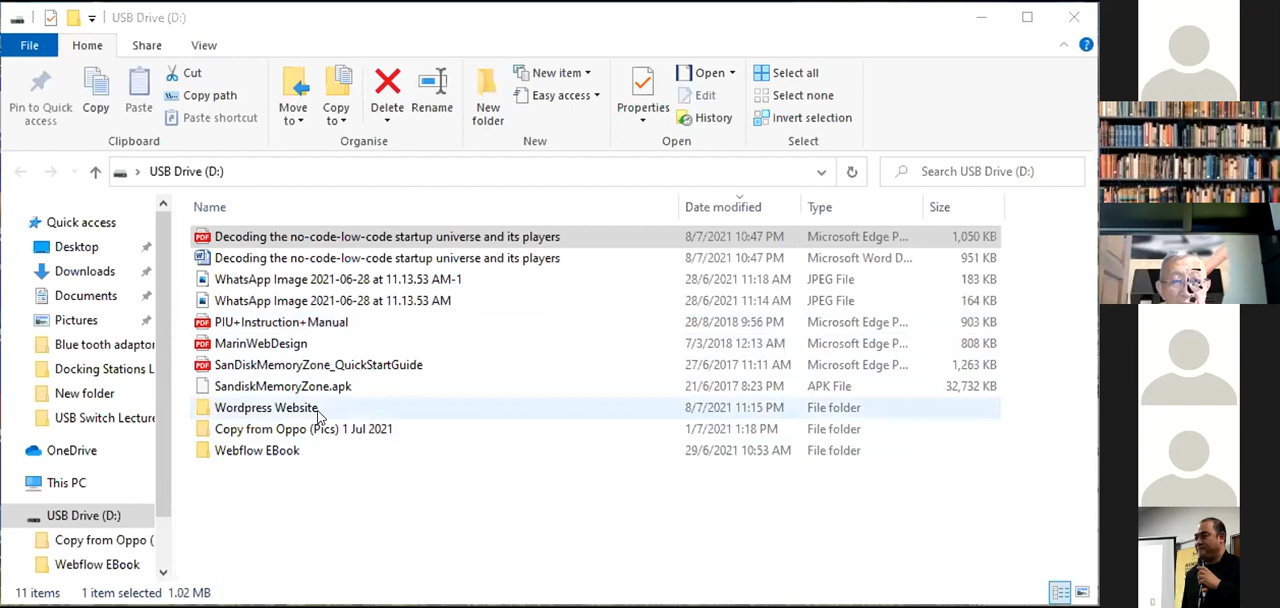 USB Drive (D:)
File Home Share View
Pin to Quick access
Copy
Paste
Cut
Copy path
Paste shortcut
Clipboard
Move to
Copy to
Delete
Rename
Organise
New folder
New item
Easy access
New
Properties
Open
Edit
History
Open
Select all
Select none
Invert selection
Select
USB Drive (D:)
Search USB Drive (D:)
Name Date modified Type Size
Decoding the no-code-low-code startup universe and its players 8/7/2021 10:47 PM Microsoft Edge P... 1,050 KB
Decoding the no-code-low-code startup universe and its players 8/7/2021 10:47 PM Microsoft Word D... 951 KB
WhatsApp Image 2021-06-28 at 11.13.53 AM-1 28/6/2021 11:18 AM JPEG File 183 KB
WhatsApp Image 2021-06-28 at 11.13.53 AM 28/6/2021 11:14 AM JPEG File 164 KB
PIU+Instruction+Manual 28/8/2018 9:56 PM Microsoft Edge P... 903 KB
MarinWebDesign 7/3/2018 12:13 AM Microsoft Edge P... 808 KB
SanDiskMemoryZone_QuickStartGuide 27/6/2017 11:11 AM Microsoft Edge P... 1,263 KB
SandiskMemoryZone.apk 21/6/2017 8:23 PM APK File 32,732 KB
Wordpress Website 8/7/2021 11:15 PM File folder
Copy from Oppo (Pics) 1 Jul 2021 1/7/2021 1:18 PM File folder
Webflow EBook 29/6/2021 10:53 AM File folder
Quick access
Desktop
Downloads
Documents
Pictures
Blue tooth adaptor
Docking Stations L
New folder
USB Switch Lecture
OneDrive
This PC
USB Drive (D:)
Copy from Oppo (
Webflow EBook
11 items 1 item selected 1.02 MB